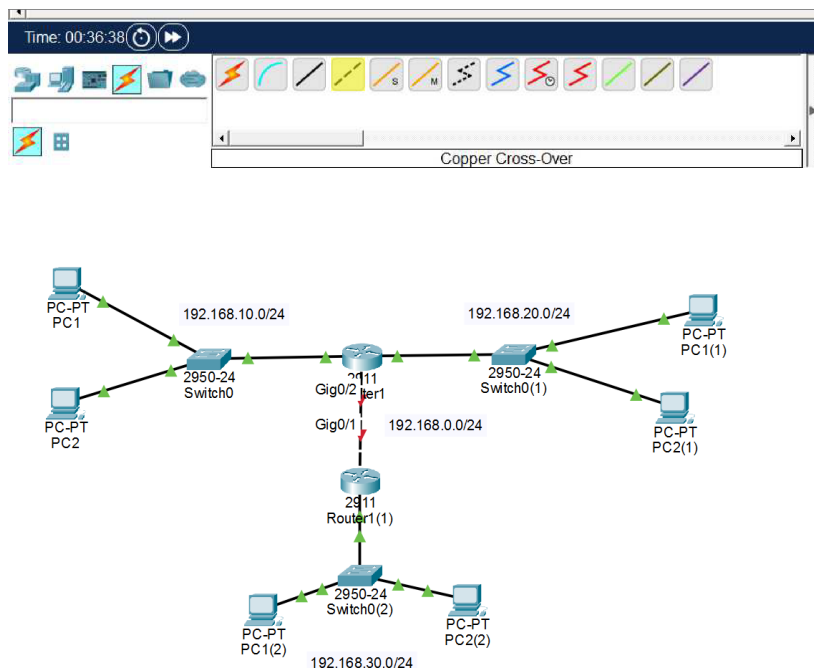 Time: 00:36:38
S
M
Copper Cross-Over
192.168.10.0/24
192.168.20.0/24
PC-PT
PC1
PC-PT
PC1(1)
2950-24
Switch0
2911
2950-24
Switch0(1)
Gig0/2
PC-PT
PC2
Gig0/1
192.168.0.0/24
PC-PT
PC2(1)
2911
Router1(1)
2950-24
Switch0(2)
PC-PT
PC1(2)
PC-PT
PC2(2)
192.168.30.0/24